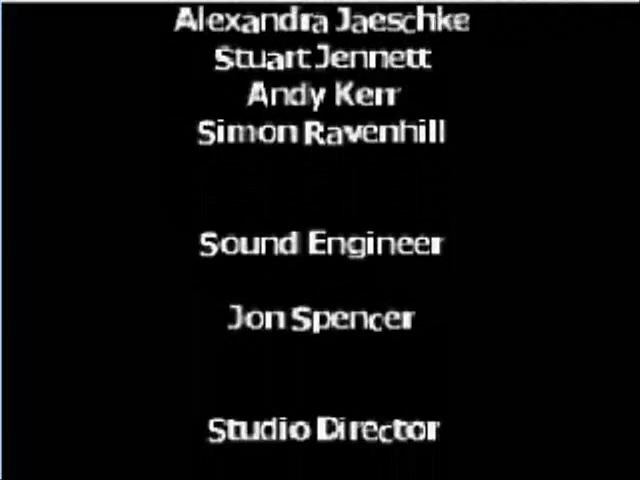 Alexandra Jaeschke
Stuart Jennett
Andy Kerr
Simon Ravenhill
Sound Engineer
Jon Spencer
Studio Director